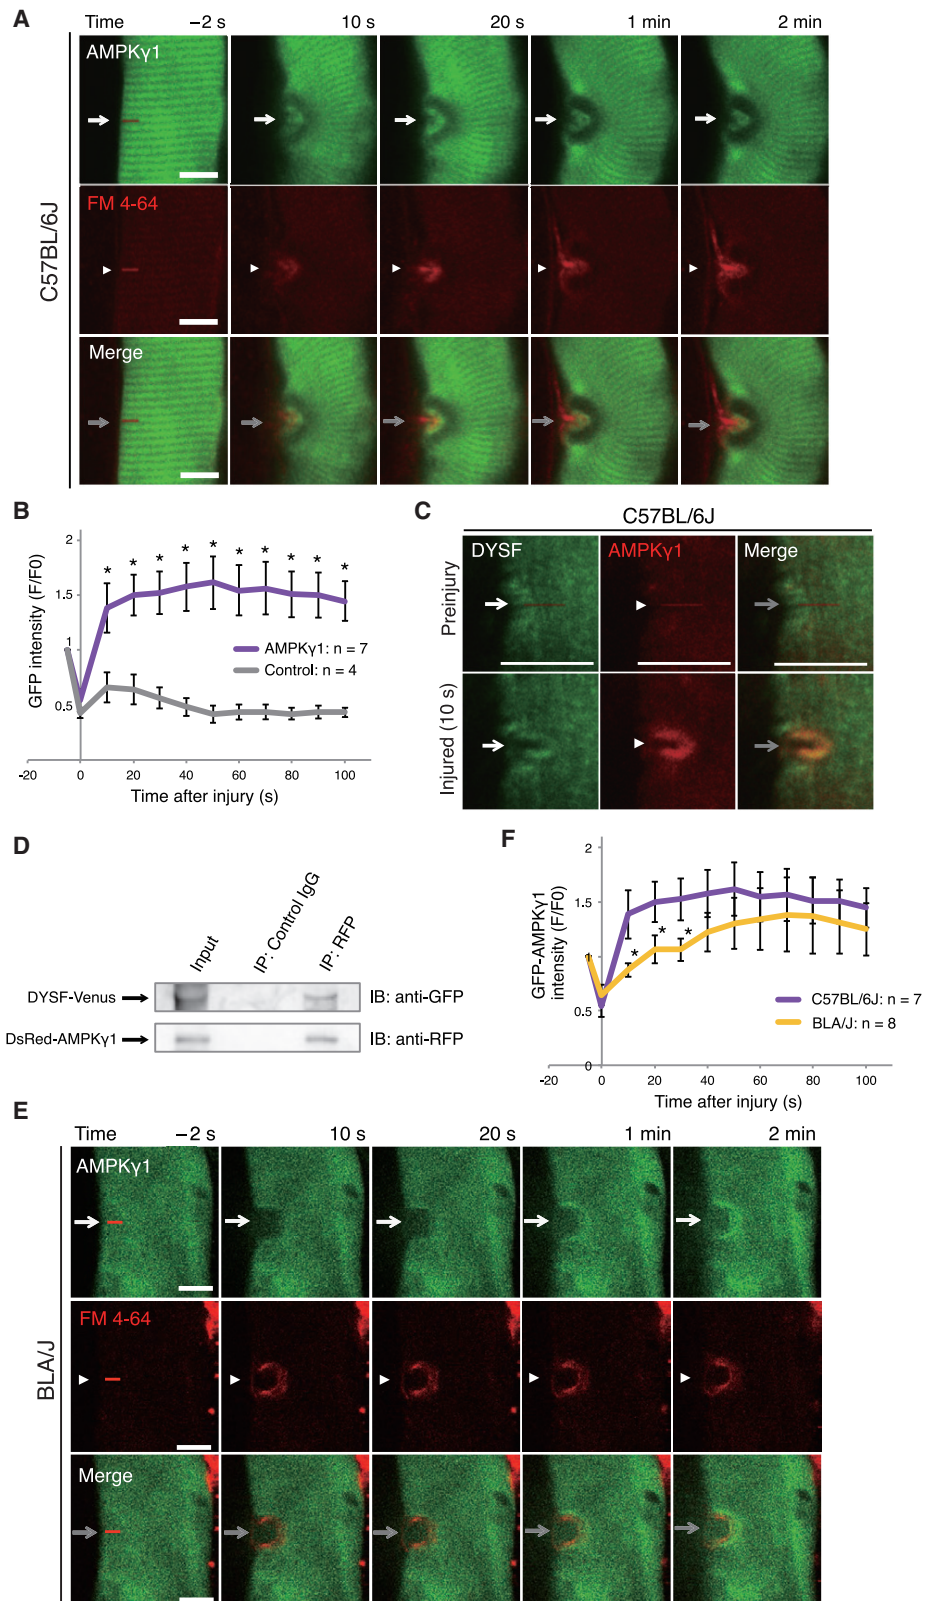 A
Time −2 s 10 s 20 s 1 min 2 min
C57BL/6J
AMPKγ1
FM 4-64
Merge
B
GFP intensity (F/F0)
2
1.5
1
0.5
AMPKγ1: n = 7
Control: n = 4
* * * * * * * * * *
-20 0 20 40 60 80 100
Time after injury (s)
C
C57BL/6J
Preinjury
DYSF AMPKγ1 Merge
Injured (10 s)
D
Input IP: Control IgG IP: RFP
DYSF-Venus IB: anti-GFP
DsRed-AMPKγ1 IB: anti-RFP
F
GFP-AMPKγ1
intensity (F/F0)
2
1.5
1
0.5
0
* * *
C57BL/6J: n = 7
BLA/J: n = 8
-20 0 20 40 60 80 100
Time after injury (s)
E
Time −2 s 10 s 20 s 1 min 2 min
BLA/J
AMPKγ1
FM 4-64
Merge